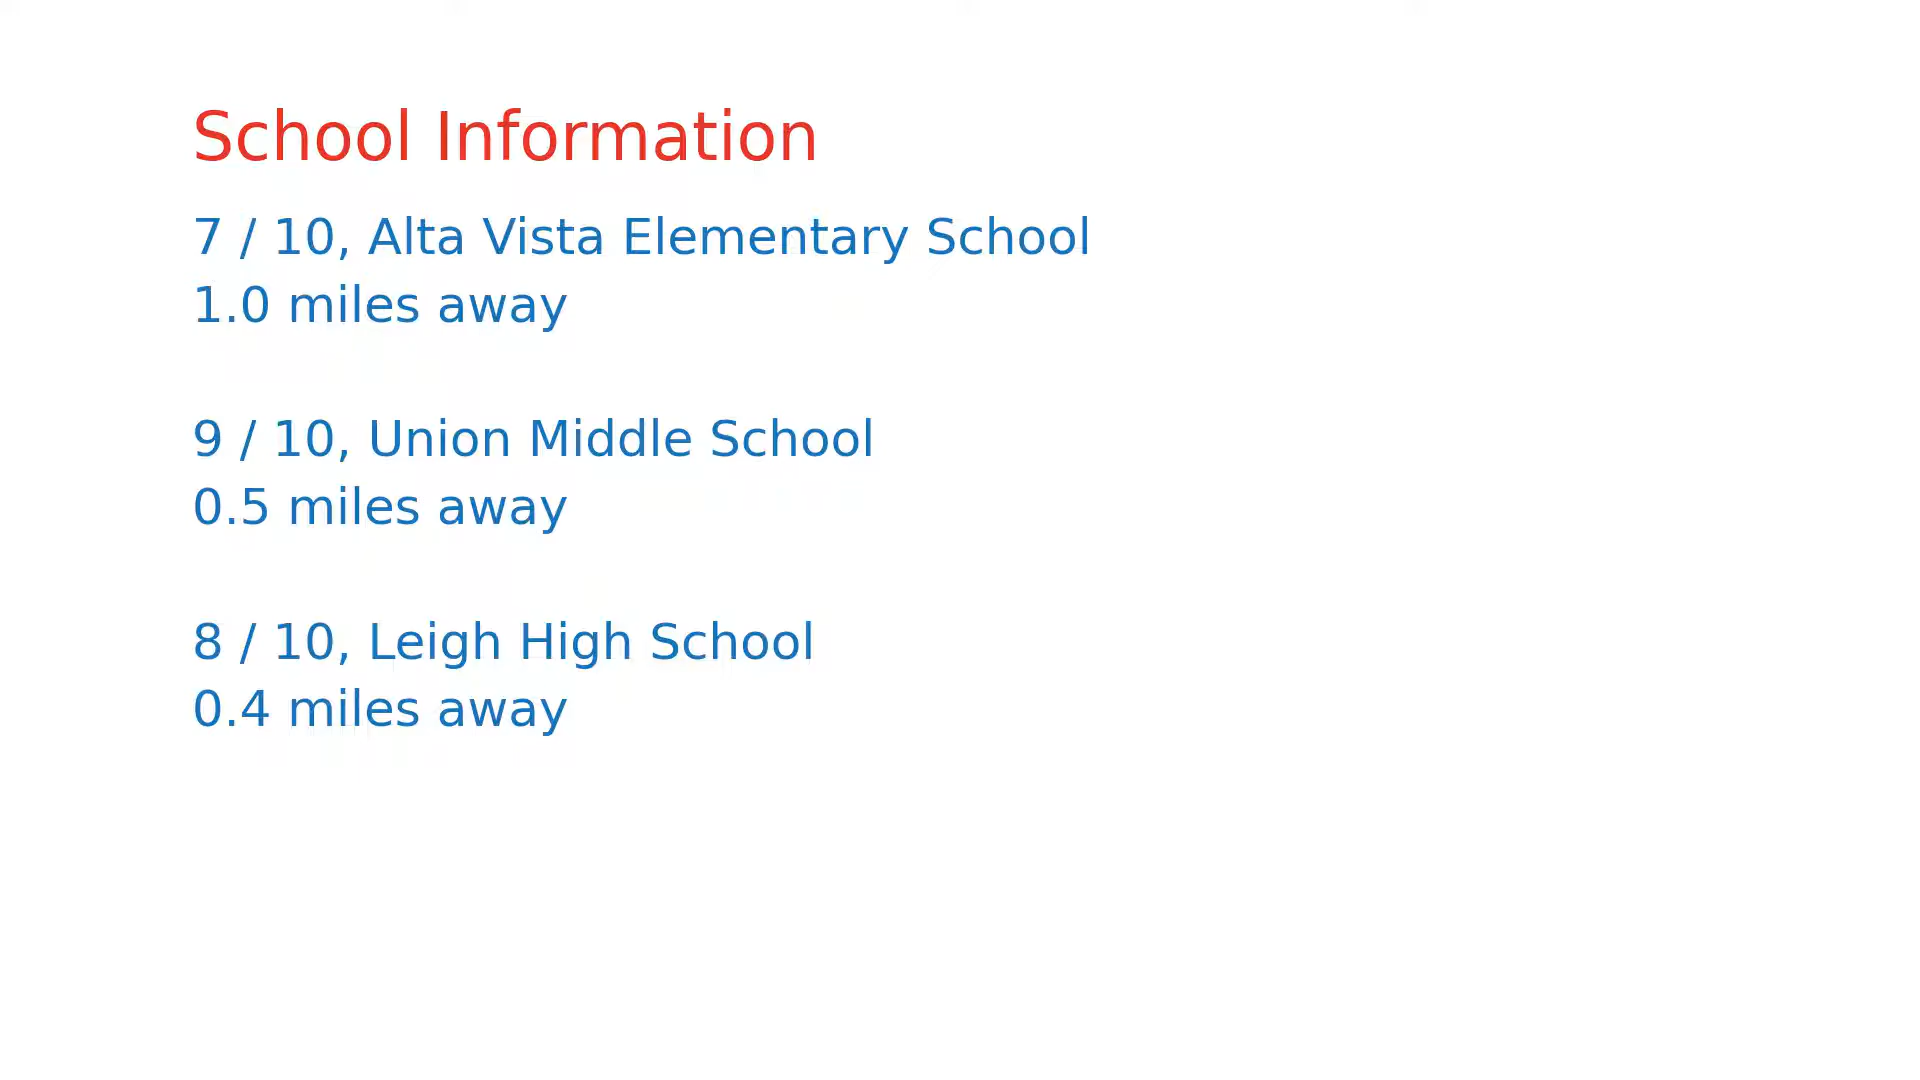 School Information
7 / 10, Alta Vista Elementary School
1.0 miles away
9 / 10, Union Middle School
0.5 miles away
8 / 10, Leigh High School
0.4 miles away